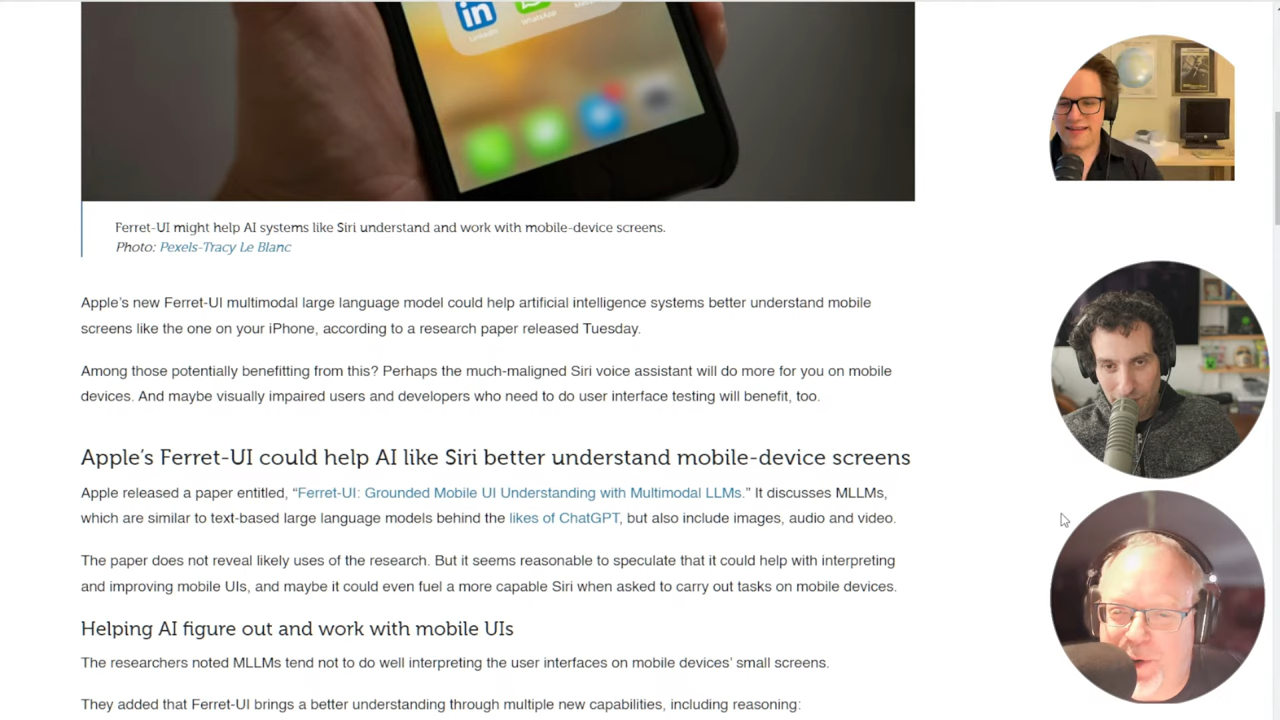 LinkedIn
WhatsApp
Ferret-UI might help AI systems like Siri understand and work with mobile-device screens.
Photo: Pexels-Tracy Le Blanc
Apple’s new Ferret-UI multimodal large language model could help artificial intelligence systems better understand mobile
screens like the one on your iPhone, according to a research paper released Tuesday.
Among those potentially benefitting from this? Perhaps the much-maligned Siri voice assistant will do more for you on mobile
devices. And maybe visually impaired users and developers who need to do user interface testing will benefit, too.
Apple’s Ferret-UI could help AI like Siri better understand mobile-device screens
Apple released a paper entitled, “Ferret-UI: Grounded Mobile UI Understanding with Multimodal LLMs.” It discusses MLLMs,
which are similar to text-based large language models behind the likes of ChatGPT, but also include images, audio and video.
The paper does not reveal likely uses of the research. But it seems reasonable to speculate that it could help with interpreting
and improving mobile UIs, and maybe it could even fuel a more capable Siri when asked to carry out tasks on mobile devices.
Helping AI figure out and work with mobile UIs
The researchers noted MLLMs tend not to do well interpreting the user interfaces on mobile devices’ small screens.
They added that Ferret-UI brings a better understanding through multiple new capabilities, including reasoning: